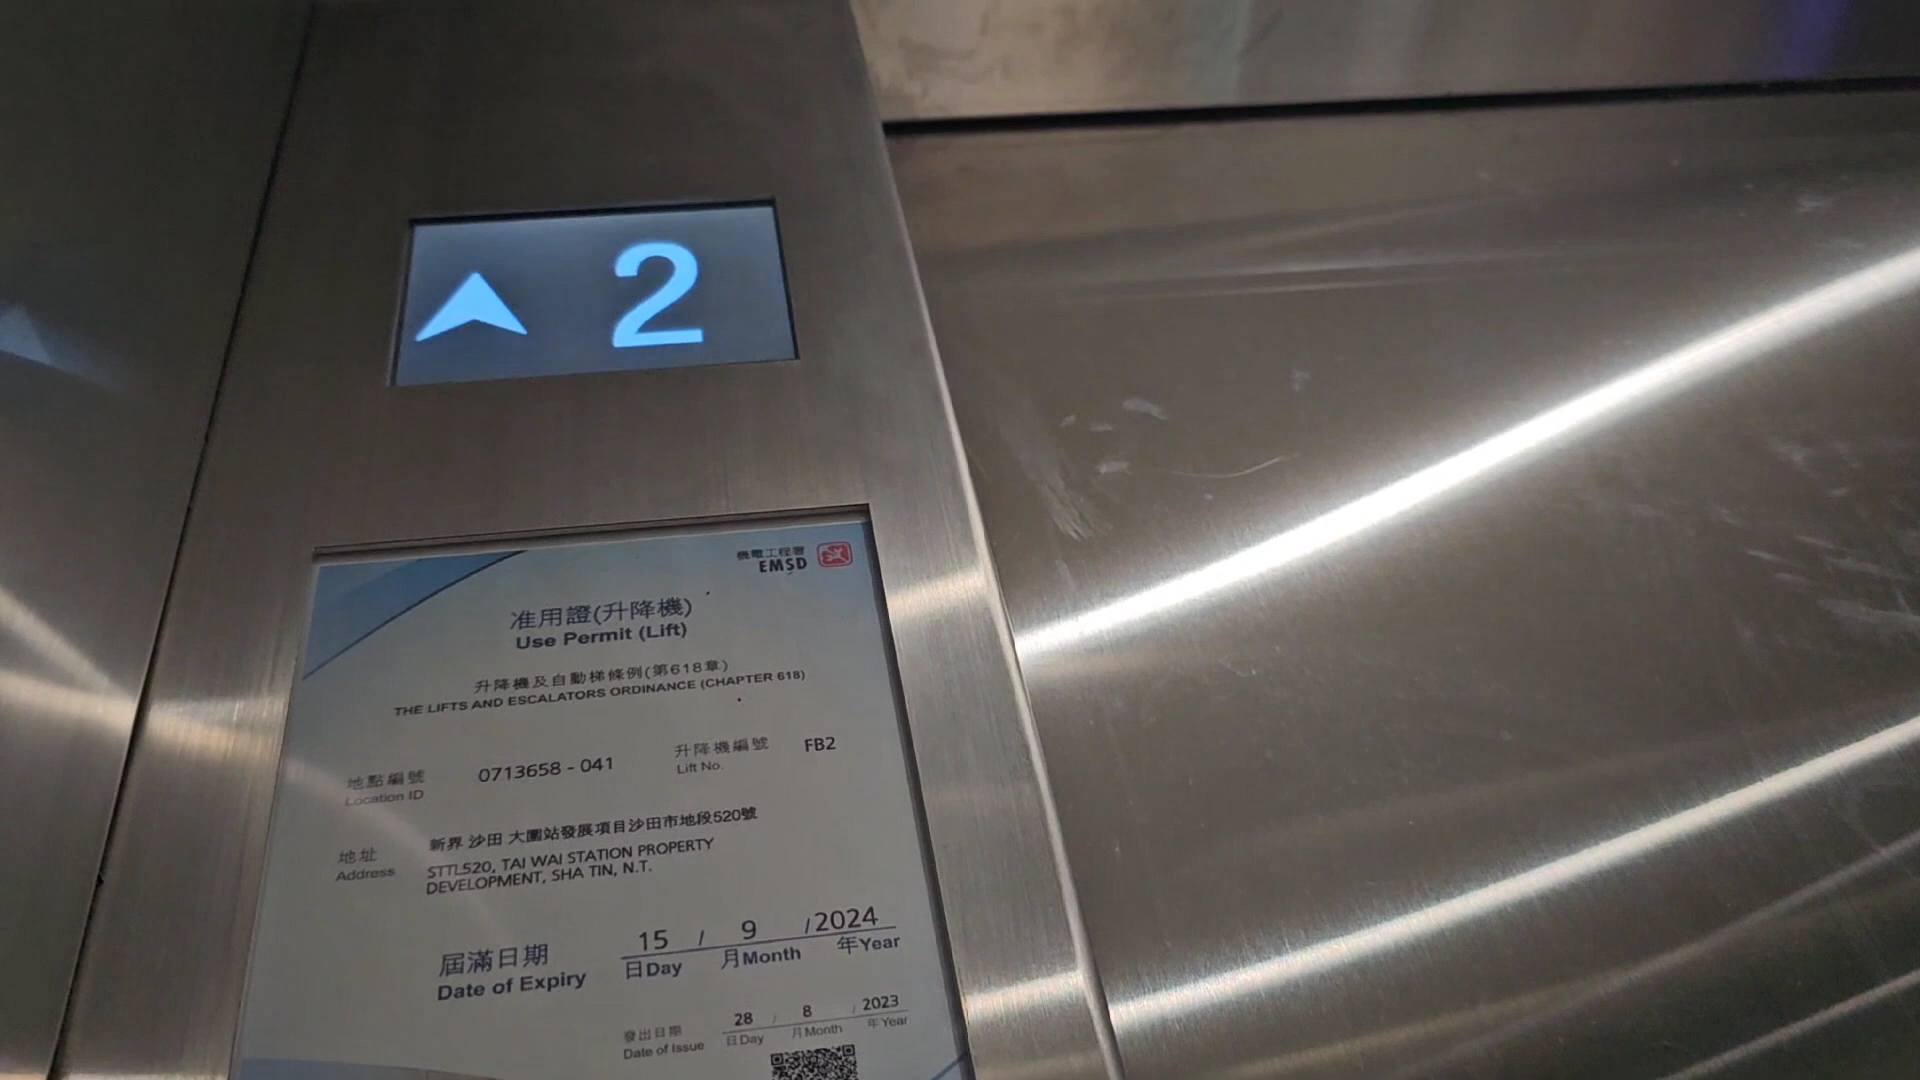 2
機電工程署
EMSD
准用證(升降機)
Use Permit (Lift)
升降機及自動梯條例(第618章)
THE LIFTS AND ESCALATORS ORDINANCE (CHAPTER 618)
地點編號 0713658 - 041 升降機編號 FB2
Location ID Lift No.
地址 新界 沙田 大圍站發展項目沙田市地段520號
Address STTL520, TAI WAI STATION PROPERTY
DEVELOPMENT, SHA TIN, N.T.
屆滿日期 15 / 9 / 2024
Date of Expiry 日Day 月Month 年Year
發出日期 28 / 8 / 2023
Date of Issue 日Day 月Month 年Year